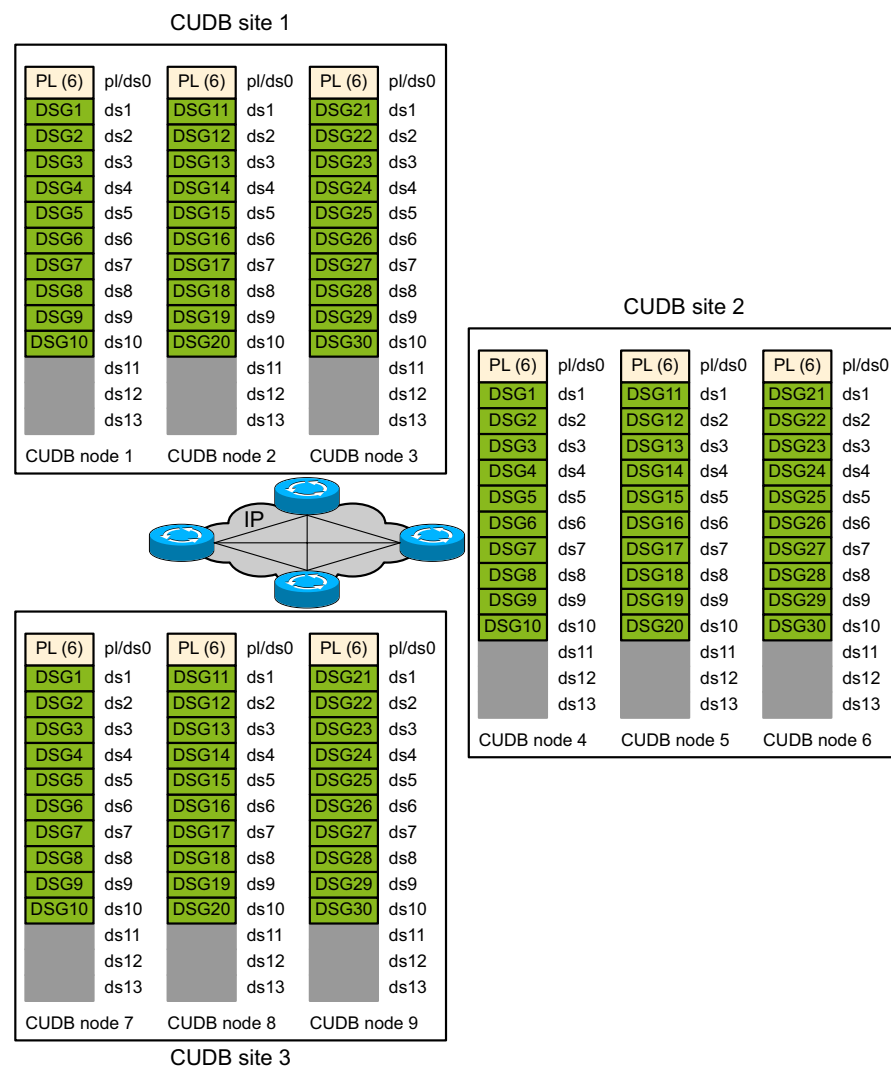 CUDB site 1
PL (6) pl/ds0 PL (6) pl/ds0 PL (6) pl/ds0
DSG1 ds1 DSG11 ds1 DSG21 ds1
DSG2 ds2 DSG12 ds2 DSG22 ds2
DSG3 ds3 DSG13 ds3 DSG23 ds3
DSG4 ds4 DSG14 ds4 DSG24 ds4
DSG5 ds5 DSG15 ds5 DSG25 ds5
DSG6 ds6 DSG16 ds6 DSG26 ds6
DSG7 ds7 DSG17 ds7 DSG27 ds7
DSG8 ds8 DSG18 ds8 DSG28 ds8
DSG9 ds9 DSG19 ds9 DSG29 ds9
DSG10 ds10 DSG20 ds10 DSG30 ds10
ds11 ds11 ds11
ds12 ds12 ds12
ds13 ds13 ds13
CUDB node 1 CUDB node 2 CUDB node 3
CUDB site 2
PL (6) pl/ds0 PL (6) pl/ds0 PL (6) pl/ds0
DSG1 ds1 DSG11 ds1 DSG21 ds1
DSG2 ds2 DSG12 ds2 DSG22 ds2
DSG3 ds3 DSG13 ds3 DSG23 ds3
DSG4 ds4 DSG14 ds4 DSG24 ds4
DSG5 ds5 DSG15 ds5 DSG25 ds5
DSG6 ds6 DSG16 ds6 DSG26 ds6
DSG7 ds7 DSG17 ds7 DSG27 ds7
DSG8 ds8 DSG18 ds8 DSG28 ds8
DSG9 ds9 DSG19 ds9 DSG29 ds9
DSG10 ds10 DSG20 ds10 DSG30 ds10
ds11 ds11 ds11
ds12 ds12 ds12
ds13 ds13 ds13
CUDB node 4 CUDB node 5 CUDB node 6
IP
PL (6) pl/ds0 PL (6) pl/ds0 PL (6) pl/ds0
DSG1 ds1 DSG11 ds1 DSG21 ds1
DSG2 ds2 DSG12 ds2 DSG22 ds2
DSG3 ds3 DSG13 ds3 DSG23 ds3
DSG4 ds4 DSG14 ds4 DSG24 ds4
DSG5 ds5 DSG15 ds5 DSG25 ds5
DSG6 ds6 DSG16 ds6 DSG26 ds6
DSG7 ds7 DSG17 ds7 DSG27 ds7
DSG8 ds8 DSG18 ds8 DSG28 ds8
DSG9 ds9 DSG19 ds9 DSG29 ds9
DSG10 ds10 DSG20 ds10 DSG30 ds10
ds11 ds11 ds11
ds12 ds12 ds12
ds13 ds13 ds13
CUDB node 7 CUDB node 8 CUDB node 9
CUDB site 3